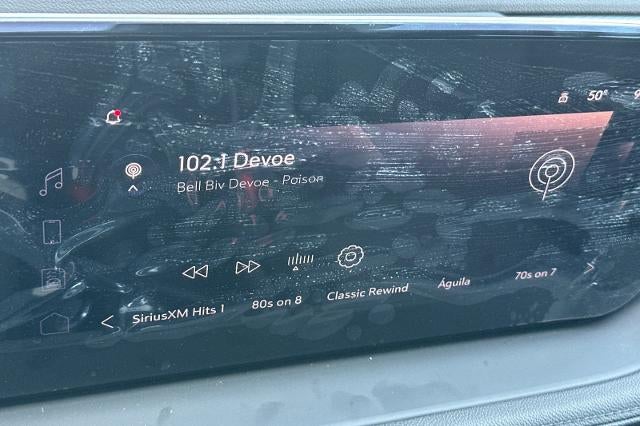 50°
102.1 Devoe
Bell Biv Devoe - Poison
SiriusXM Hits 1 80s on 8 Classic Rewind Águila 70s on 7